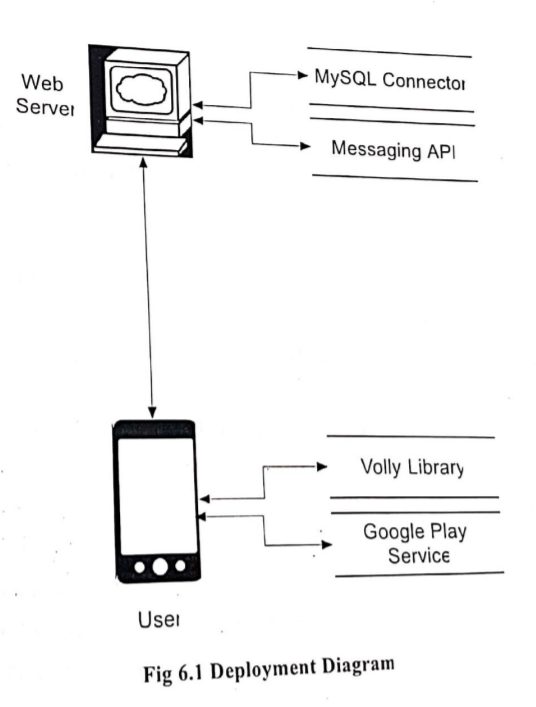 Web
Server
MySQL Connector
Messaging API
Volly Library
Google Play
Service
User
Fig 6.1 Deployment Diagram